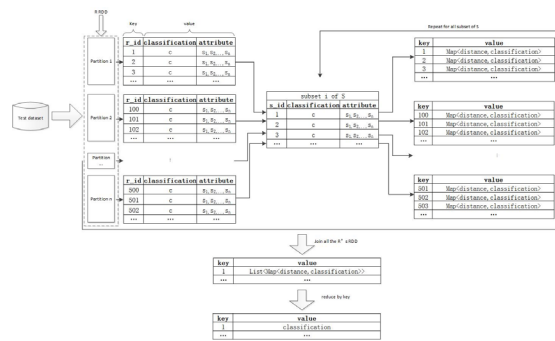 R RDD
key value
Repeat for all subset of S
Partition 1
r_id classification attribute
1 c s₁,s₂,..,sₙ
2 c s₁,s₂,..,sₙ
3 c s₁,s₂,..,sₙ
... ... ...
key value
1 Map<distance,classification>
2 Map<distance,classification>
3 Map<distance,classification>
... ...
Test dataset
Partition 2
r_id classification attribute
100 c s₁,s₂,..,sₙ
101 c s₁,s₂,..,sₙ
102 c s₁,s₂,..,sₙ
... ... ...
subset i of S
s_id classification attribute
1 c s₁,s₂,..,sₙ
2 c s₁,s₂,..,sₙ
3 c s₁,s₂,..,sₙ
... ... ...
key value
100 Map<distance,classification>
101 Map<distance,classification>
102 Map<distance,classification>
... ...
Partition
...
Partition n
r_id classification attribute
500 c s₁,s₂,..,sₙ
501 c s₁,s₂,..,sₙ
502 c s₁,s₂,..,sₙ
... ... ...
key value
501 Map<distance,classification>
502 Map<distance,classification>
503 Map<distance,classification>
... ...
Join all the R' s RDD
key value
1 List<Map<distance,classification>>
... ...
reduce by key
key value
1 classification
... ...